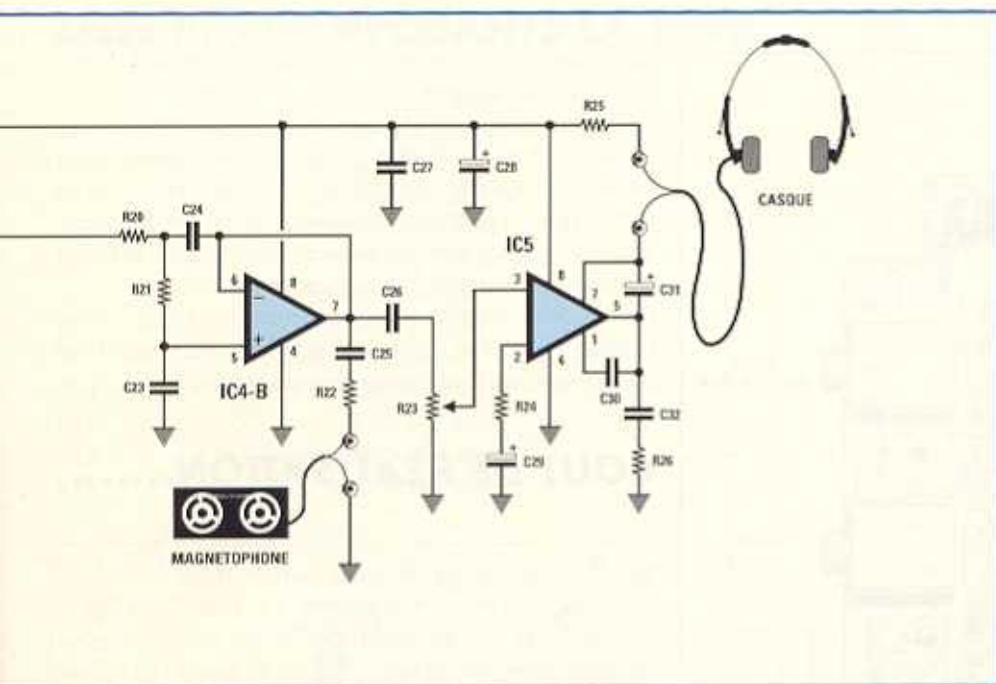 R25
C27
+
C28
CASQUE
R20
C24
IC5
R21
6
8
3
8
7
+
C31
−
7
C26
5
+
5
4
C25
2
1
C23
IC4-B
R22
R23
R24
4
C30
C32
+
C29
R26
MAGNETOPHONE